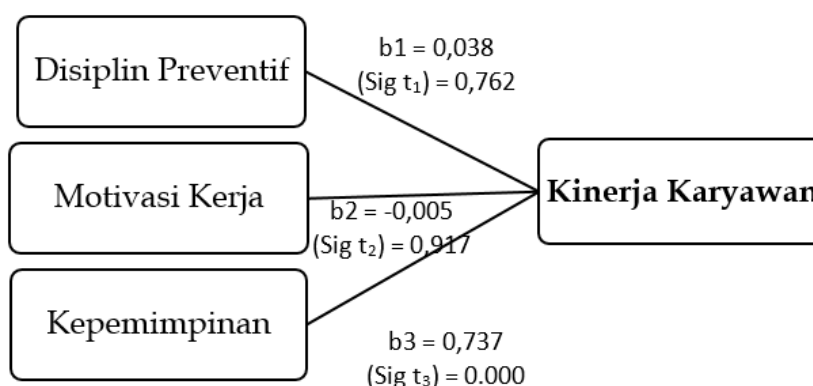 Disiplin Preventif
b1 = 0,038
(Sig t₁) = 0,762
Motivasi Kerja
b2 = -0,005
(Sig t₂) = 0,917
Kinerja Karyawan
Kepemimpinan
b3 = 0,737
(Sig t₃) = 0.000